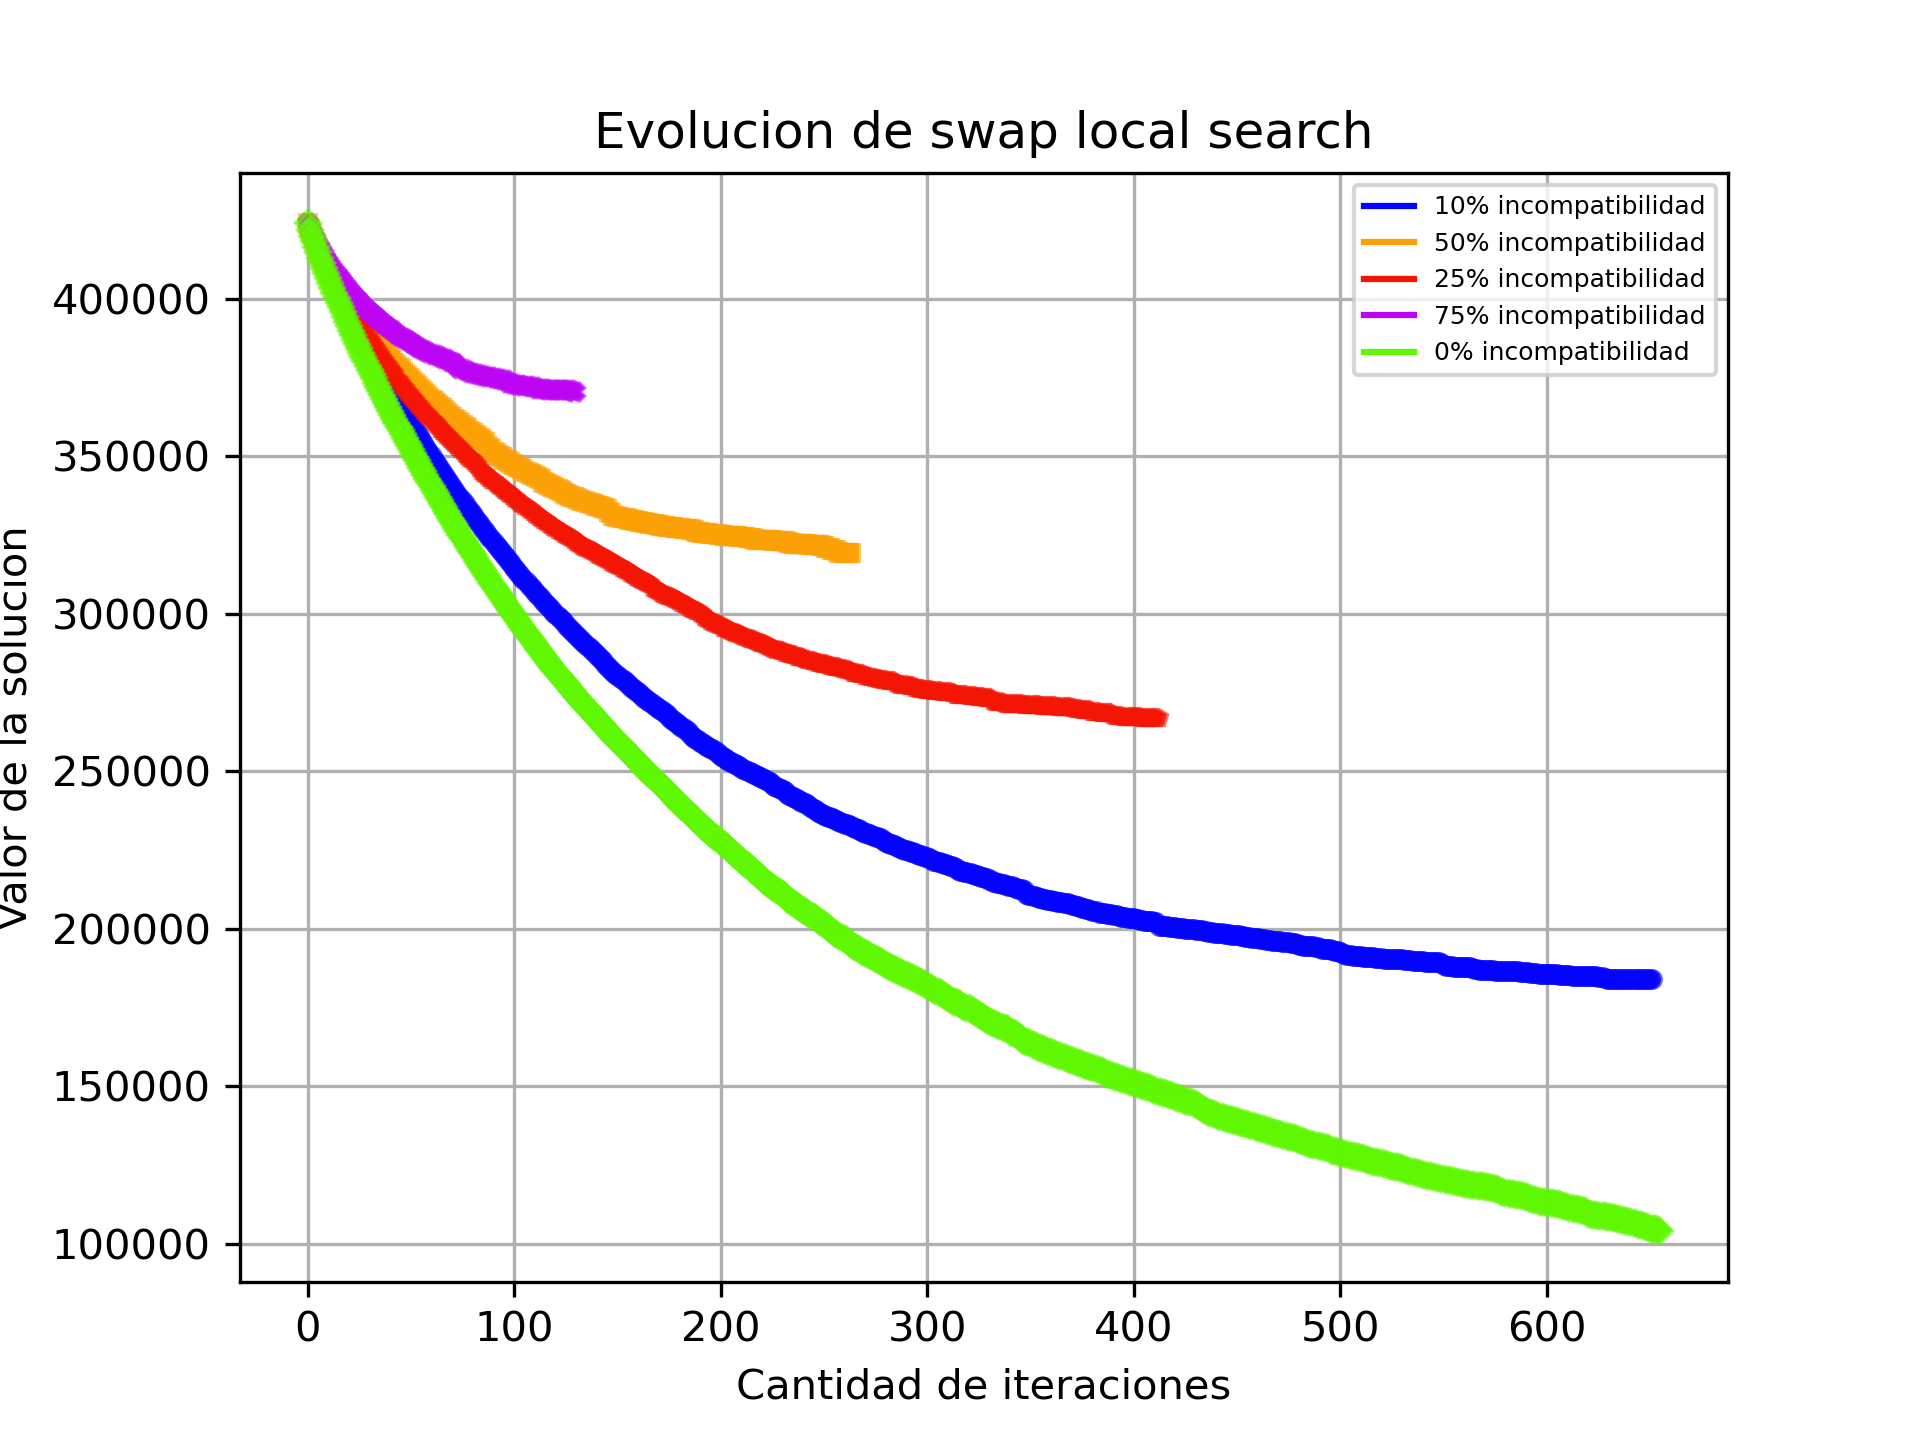 Evolucion de swap local search
10% incompatibilidad
50% incompatibilidad
25% incompatibilidad
75% incompatibilidad
0% incompatibilidad
Valor de la solucion
400000
350000
300000
250000
200000
150000
100000
0 100 200 300 400 500 600
Cantidad de iteraciones